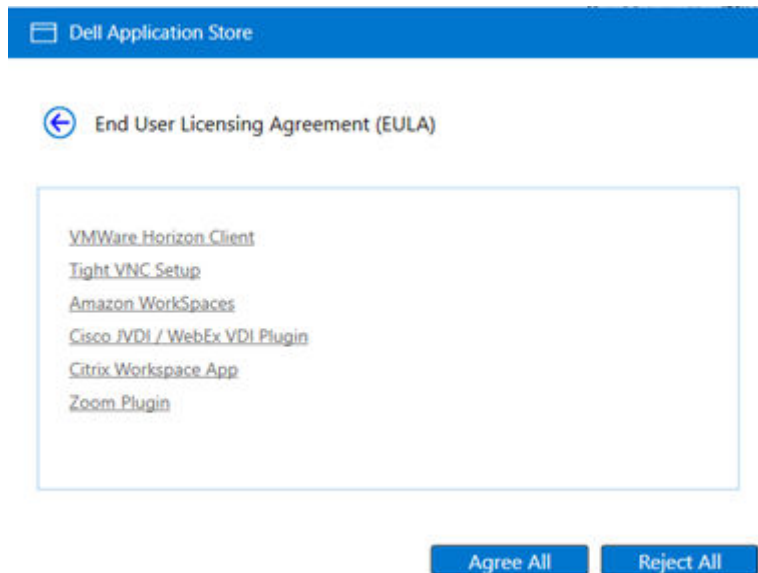 Dell Application Store
End User Licensing Agreement (EULA)
VMWare Horizon Client
Tight VNC Setup
Amazon WorkSpaces
Cisco JVDI / WebEx VDI Plugin
Citrix Workspace App
Zoom Plugin
Agree All
Reject All